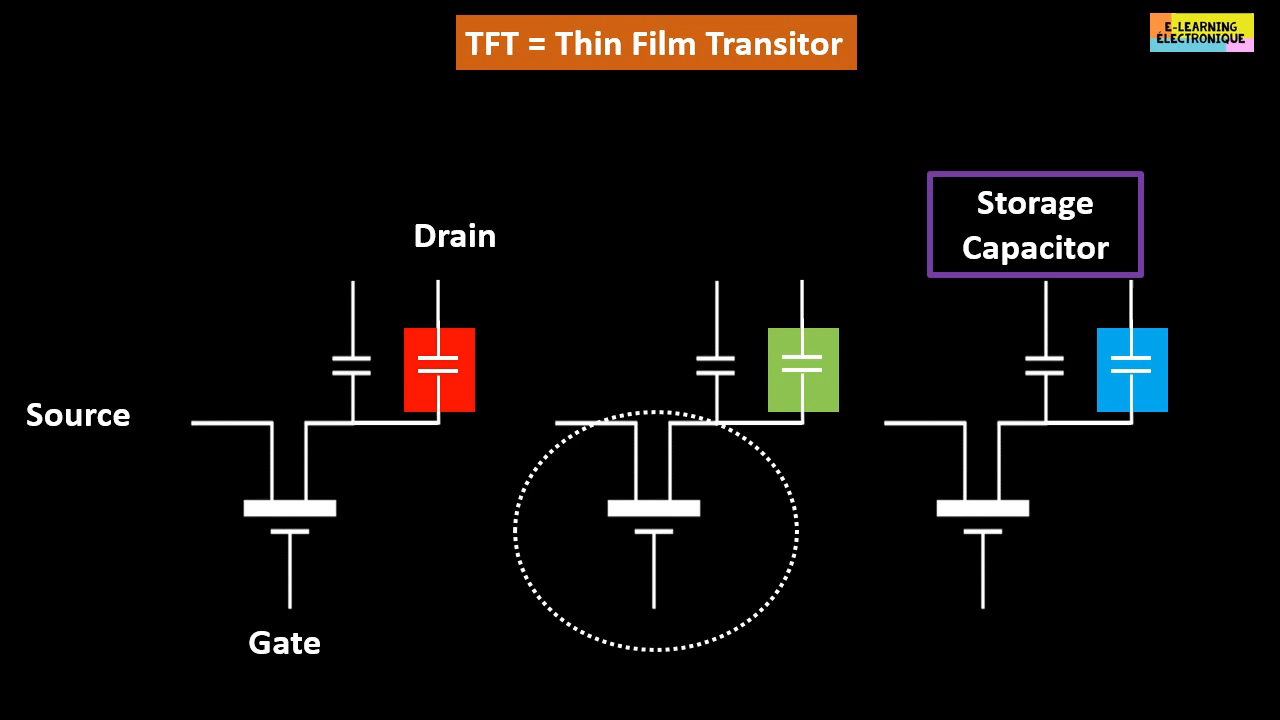 TFT = Thin Film Transitor
E-LEARNING
ÉLECTRONIQUE
Storage
Capacitor
Drain
Source
Gate